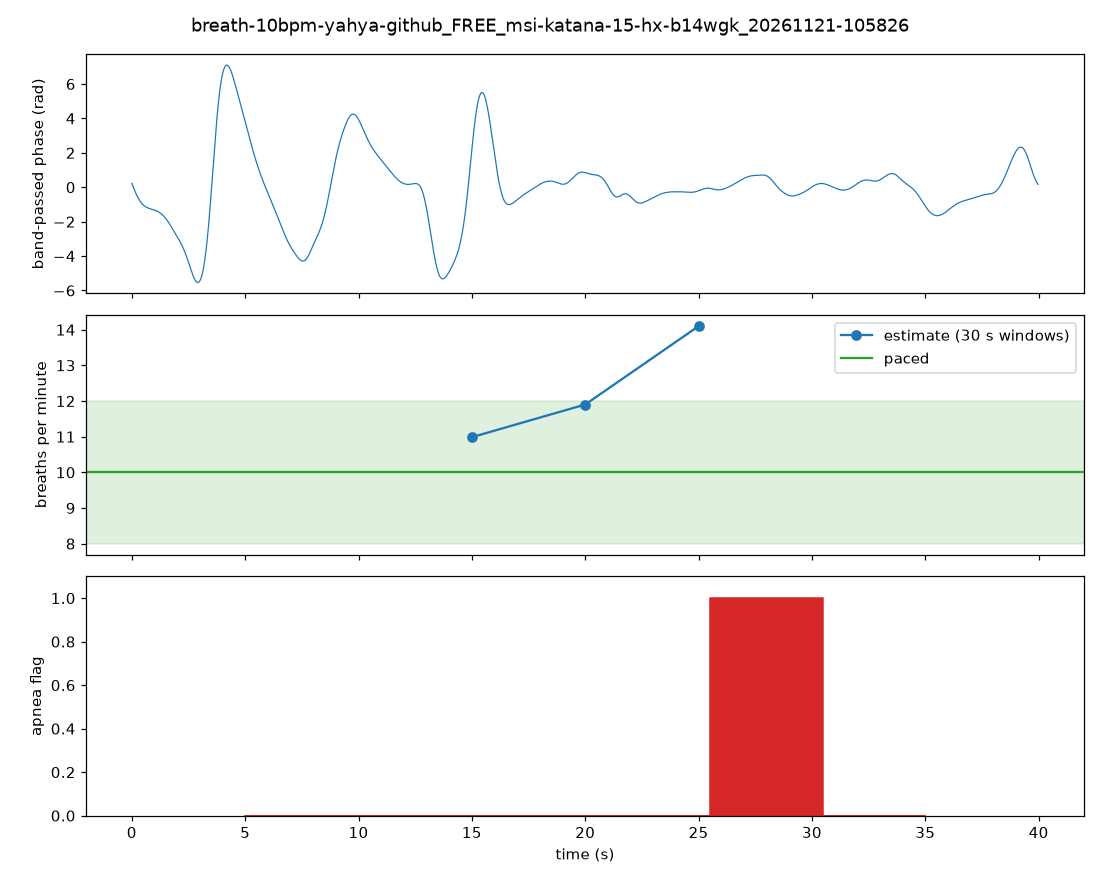 breath-10bpm-yahya-github_FREE_msi-katana-15-hx-b14wgk_20261121-105826
band-passed phase (rad)
6
4
2
0
−2
−4
−6
breaths per minute
14
13
12
11
10
9
8
estimate (30 s windows)
paced
apnea flag
1.0
0.8
0.6
0.4
0.2
0.0
0 5 10 15 20 25 30 35 40
time (s)